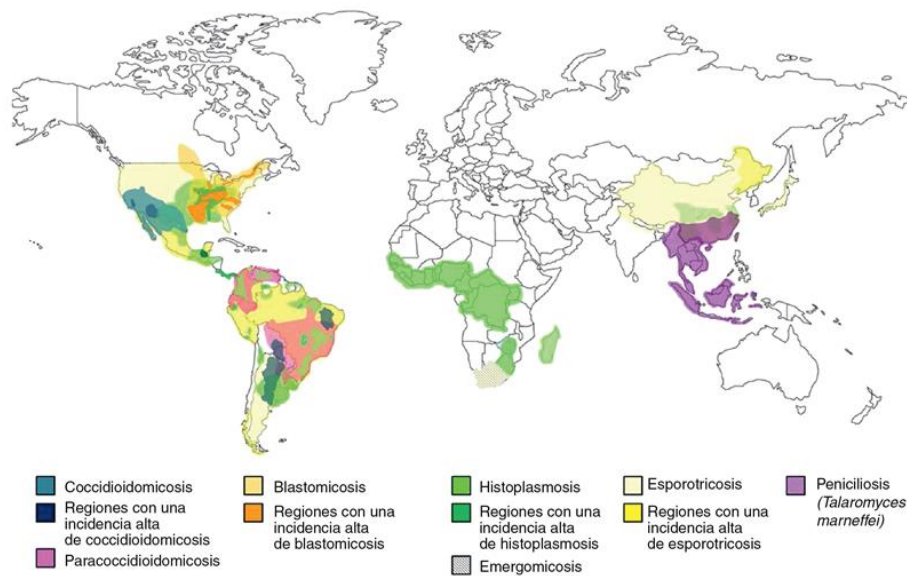 Coccidioidomicosis
Regiones con una
incidencia alta
de coccidioidomicosis
Paracoccidioidomicosis
Blastomicosis
Regiones con una
incidencia alta
de blastomicosis
Histoplasmosis
Regiones con una
incidencia alta
de histoplasmosis
Emergomicosis
Esporotricosis
Regiones con una
incidencia alta
de esporotricosis
Peniciliosis
(Talaromyces
marneffei)